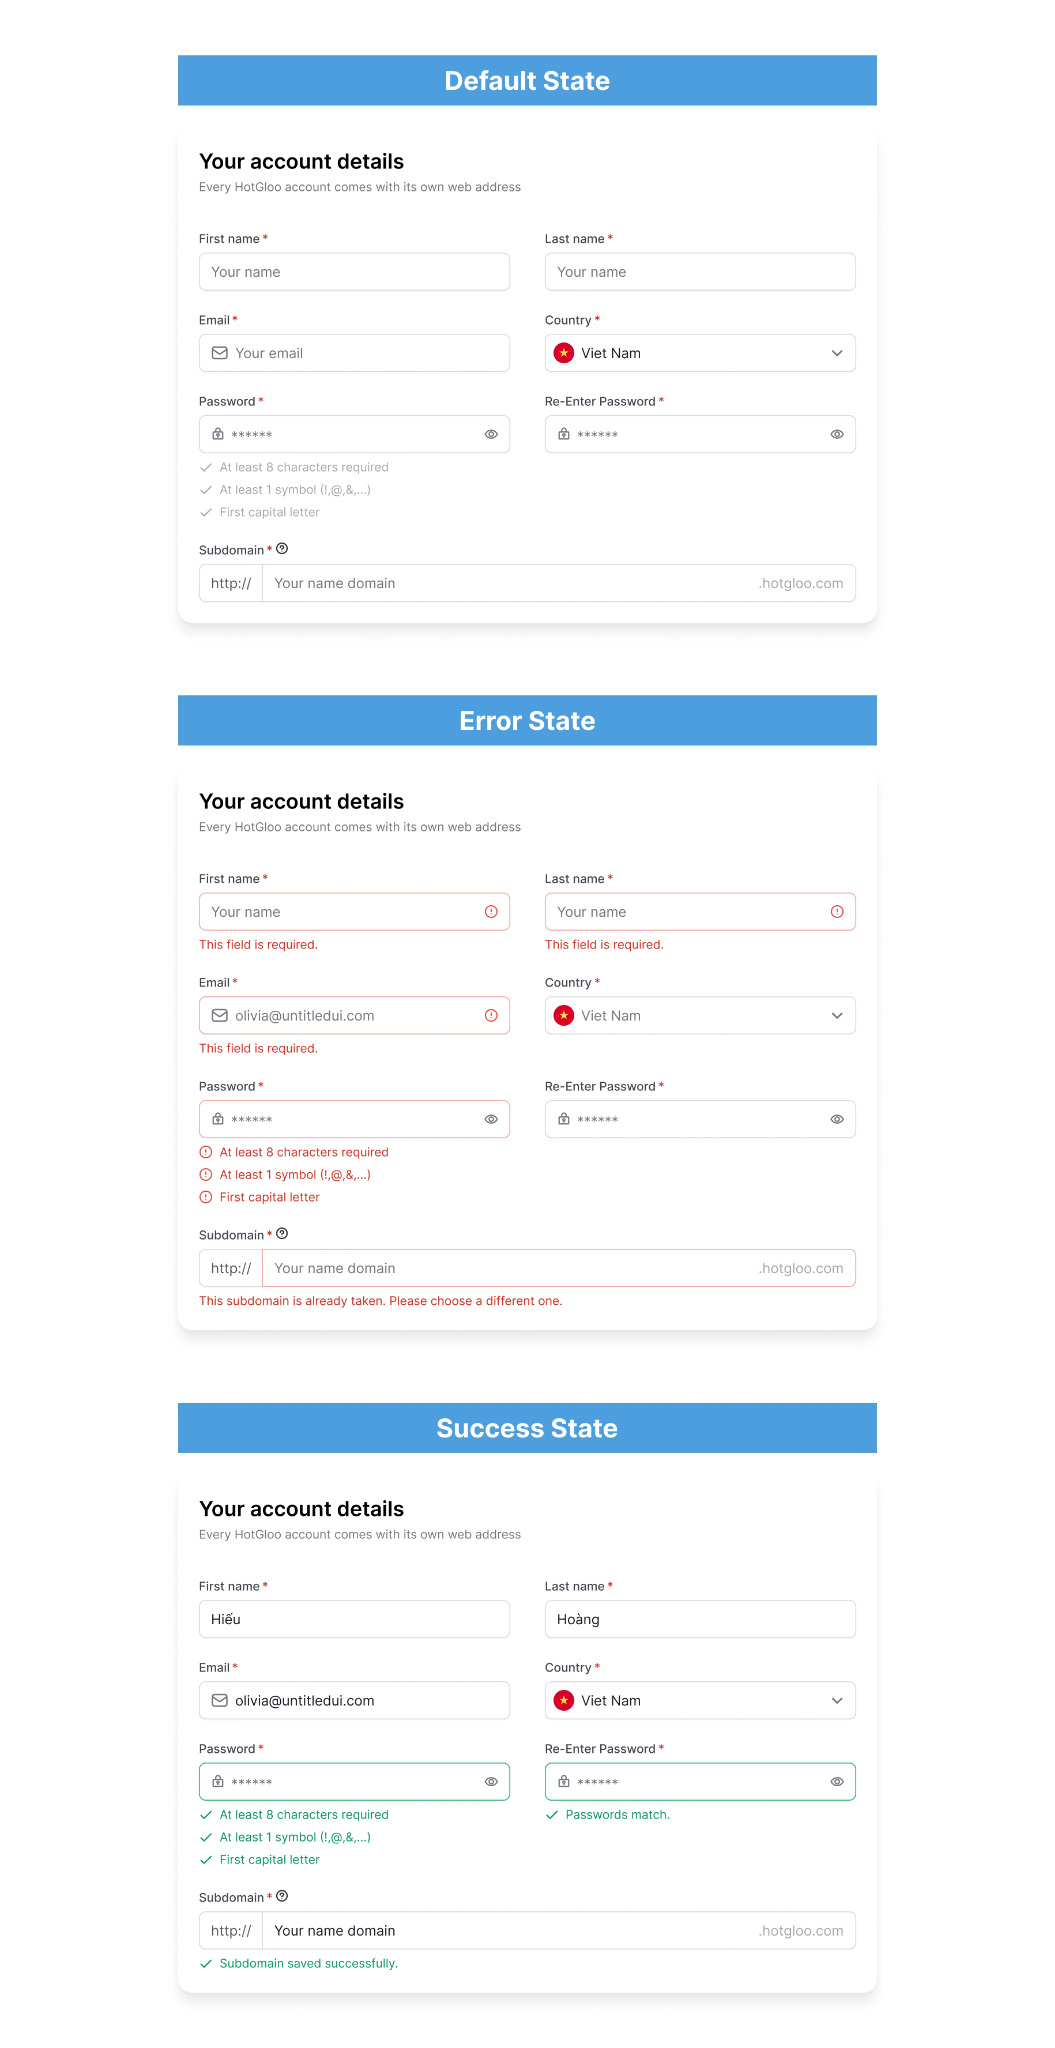 Default State
Your account details
Every HotGloo account comes with its own web address
First name *
Last name *
Your name
Your name
Email *
Country *
Your email
Viet Nam
Password *
Re-Enter Password *
******
******
At least 8 characters required
At least 1 symbol (!,@,&,...)
First capital letter
Subdomain *
http://
Your name domain
.hotgloo.com
Error State
Your account details
Every HotGloo account comes with its own web address
First name *
Last name *
Your name
Your name
This field is required.
This field is required.
Email *
Country *
olivia@untitledui.com
Viet Nam
This field is required.
Password *
Re-Enter Password *
******
******
At least 8 characters required
At least 1 symbol (!,@,&,...)
First capital letter
Subdomain *
http://
Your name domain
.hotgloo.com
This subdomain is already taken. Please choose a different one.
Success State
Your account details
Every HotGloo account comes with its own web address
First name *
Last name *
Hiếu
Hoàng
Email *
Country *
olivia@untitledui.com
Viet Nam
Password *
Re-Enter Password *
******
******
At least 8 characters required
Passwords match.
At least 1 symbol (!,@,&,...)
First capital letter
Subdomain *
http://
Your name domain
.hotgloo.com
Subdomain saved successfully.